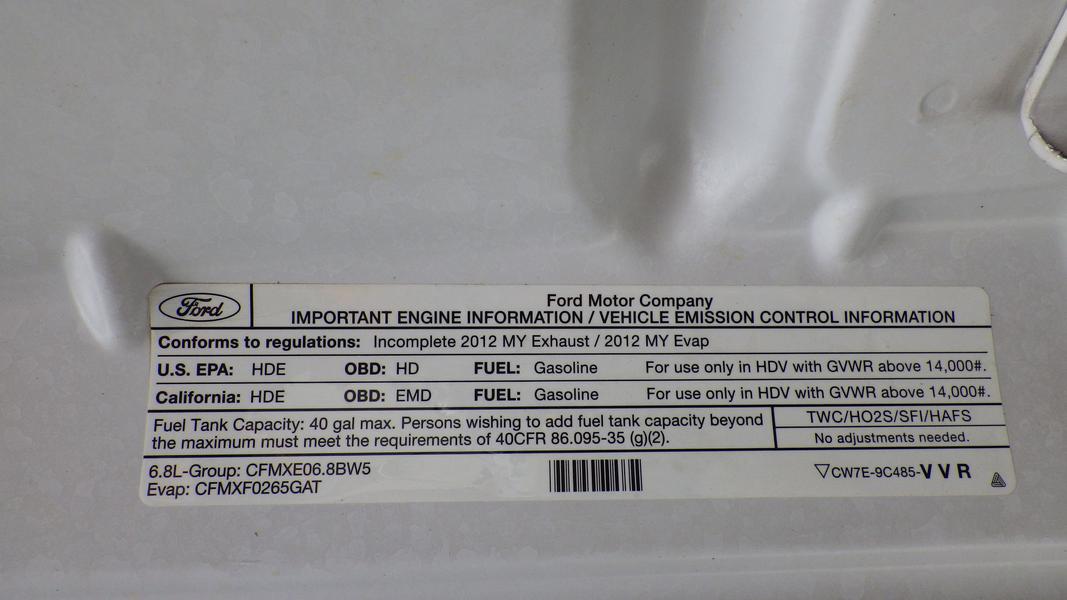 Ford
Ford Motor Company
IMPORTANT ENGINE INFORMATION / VEHICLE EMISSION CONTROL INFORMATION
Conforms to regulations: Incomplete 2012 MY Exhaust / 2012 MY Evap
U.S. EPA: HDE OBD: HD FUEL: Gasoline For use only in HDV with GVWR above 14,000#.
California: HDE OBD: EMD FUEL: Gasoline For use only in HDV with GVWR above 14,000#.
Fuel Tank Capacity: 40 gal max. Persons wishing to add fuel tank capacity beyond
the maximum must meet the requirements of 40CFR 86.095-35 (g)(2).
TWC/HO2S/SFI/HAFS
No adjustments needed.
6.8L-Group: CFMXE06.8BW5
Evap: CFMXF0265GAT
CW7E-9C485-VVR